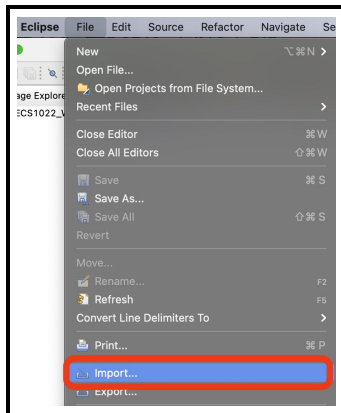 Eclipse File Edit Source Refactor Navigate Se
New ⌥⌘N >
Open File...
age Explore
Open Projects from File System...
ECS1022_W
Recent Files >
Close Editor ⌘W
Close All Editors ⇧⌘W
Save ⌘S
Save As...
Save All ⇧⌘S
Revert
Move...
Rename... F2
Refresh F5
Convert Line Delimiters To >
Print... ⌘P
Import...
Export...